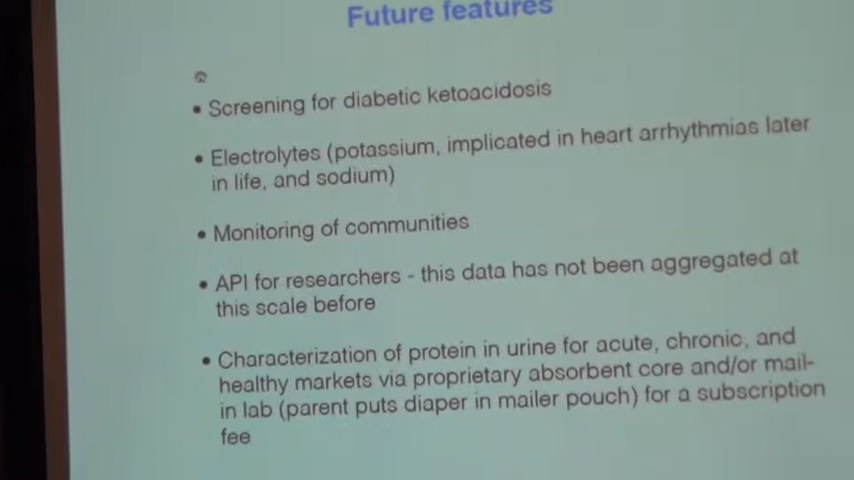 Future features
• Screening for diabetic ketoacidosis
• Electrolytes (potassium, implicated in heart arrhythmias later
in life, and sodium)
• Monitoring of communities
• API for researchers - this data has not been aggregated at
this scale before
• Characterization of protein in urine for acute, chronic, and
healthy markets via proprietary absorbent core and/or mail-
in lab (parent puts diaper in mailer pouch) for a subscription
fee